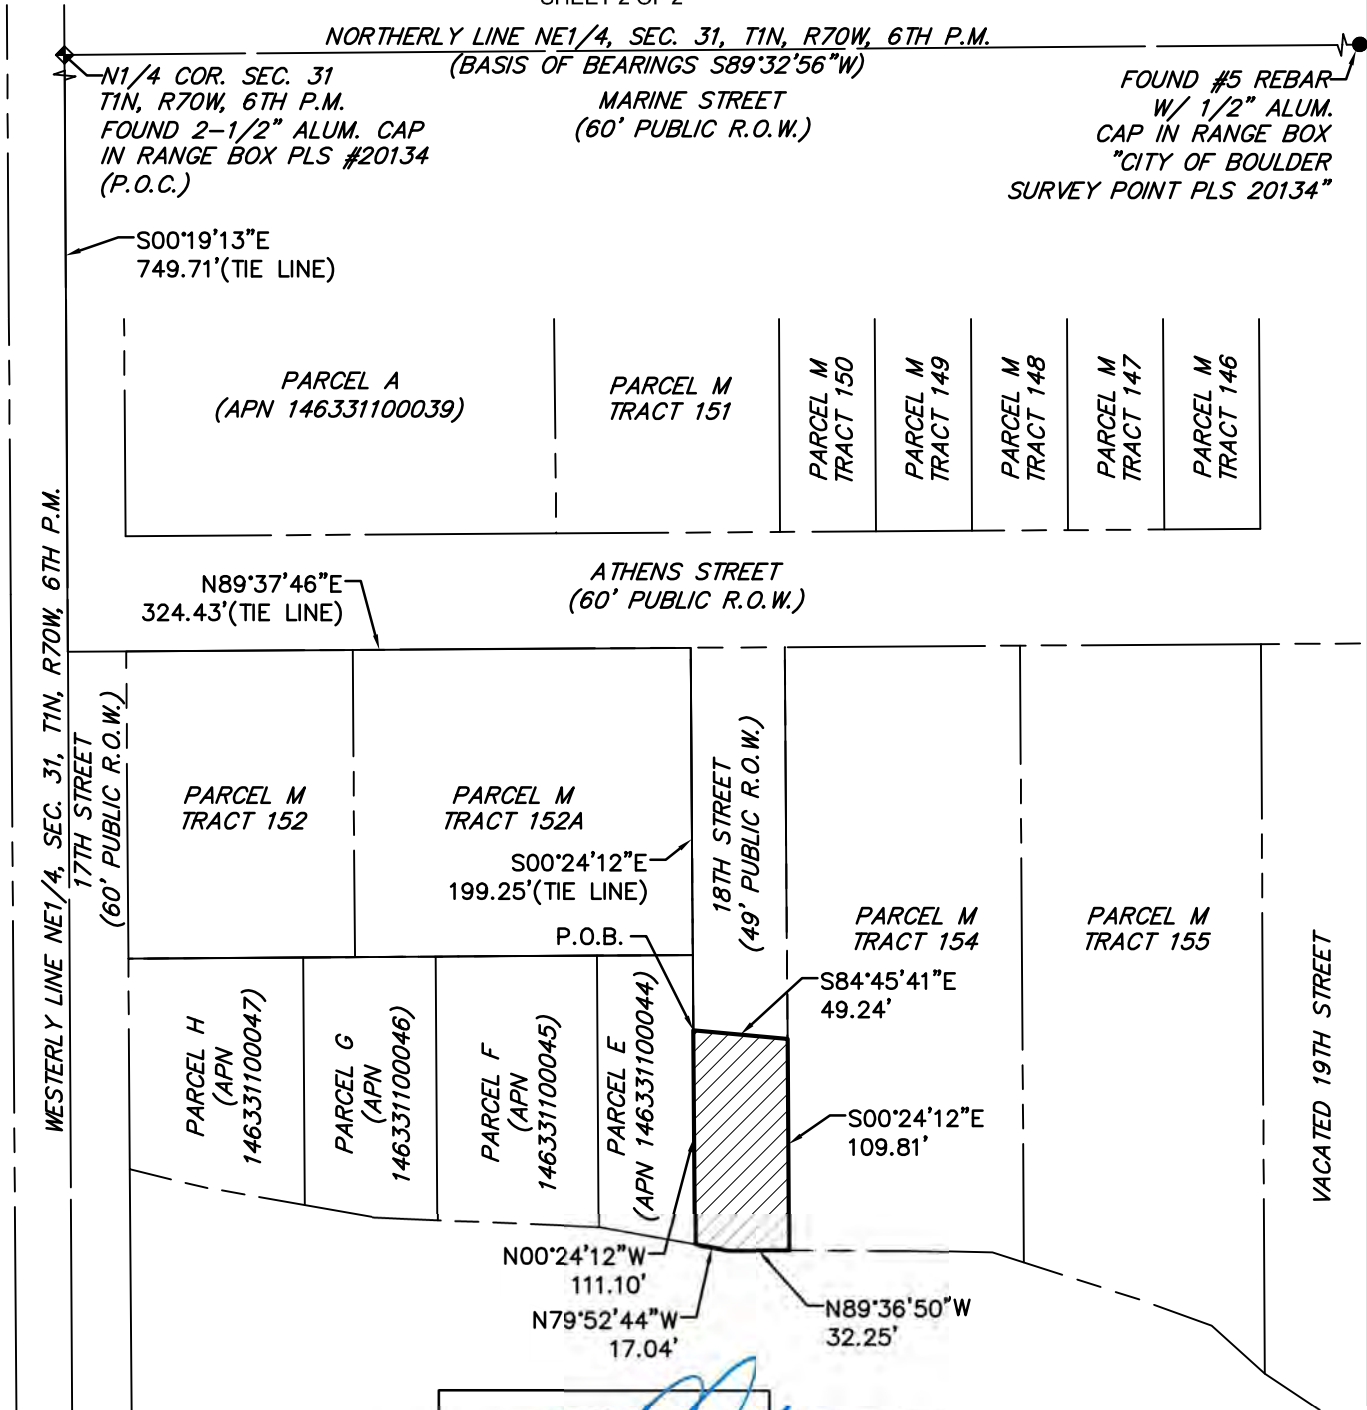 SHEET 2 OF 2
NORTHERLY LINE NE1/4, SEC. 31, T1N, R70W, 6TH P.M.
(BASIS OF BEARINGS S89°32'56"W)
N1/4 COR. SEC. 31
T1N, R70W, 6TH P.M.
FOUND 2-1/2" ALUM. CAP
IN RANGE BOX PLS #20134
(P.O.C.)
MARINE STREET
(60' PUBLIC R.O.W.)
FOUND #5 REBAR
W/ 1/2" ALUM.
CAP IN RANGE BOX
"CITY OF BOULDER
SURVEY POINT PLS 20134"
S00°19'13"E
749.71'(TIE LINE)
PARCEL A
(APN 146331100039)
PARCEL M
TRACT 151
PARCEL M
TRACT 150
PARCEL M
TRACT 149
PARCEL M
TRACT 148
PARCEL M
TRACT 147
PARCEL M
TRACT 146
WESTERLY LINE NE1/4, SEC. 31, T1N, R70W, 6TH P.M.
N89°37'46"E
324.43'(TIE LINE)
ATHENS STREET
(60' PUBLIC R.O.W.)
17TH STREET
(60' PUBLIC R.O.W.)
PARCEL M
TRACT 152
PARCEL M
TRACT 152A
S00°24'12"E
199.25'(TIE LINE)
P.O.B.
18TH STREET
(49' PUBLIC R.O.W.)
PARCEL M
TRACT 154
PARCEL M
TRACT 155
VACATED 19TH STREET
S84°45'41"E
49.24'
PARCEL H
(APN
146331100047)
PARCEL G
(APN
146331100046)
PARCEL F
(APN
146331100045)
PARCEL E
(APN 146331100044)
S00°24'12"E
109.81'
N00°24'12"W
111.10'
N79°52'44"W
17.04'
N89°36'50"W
32.25'